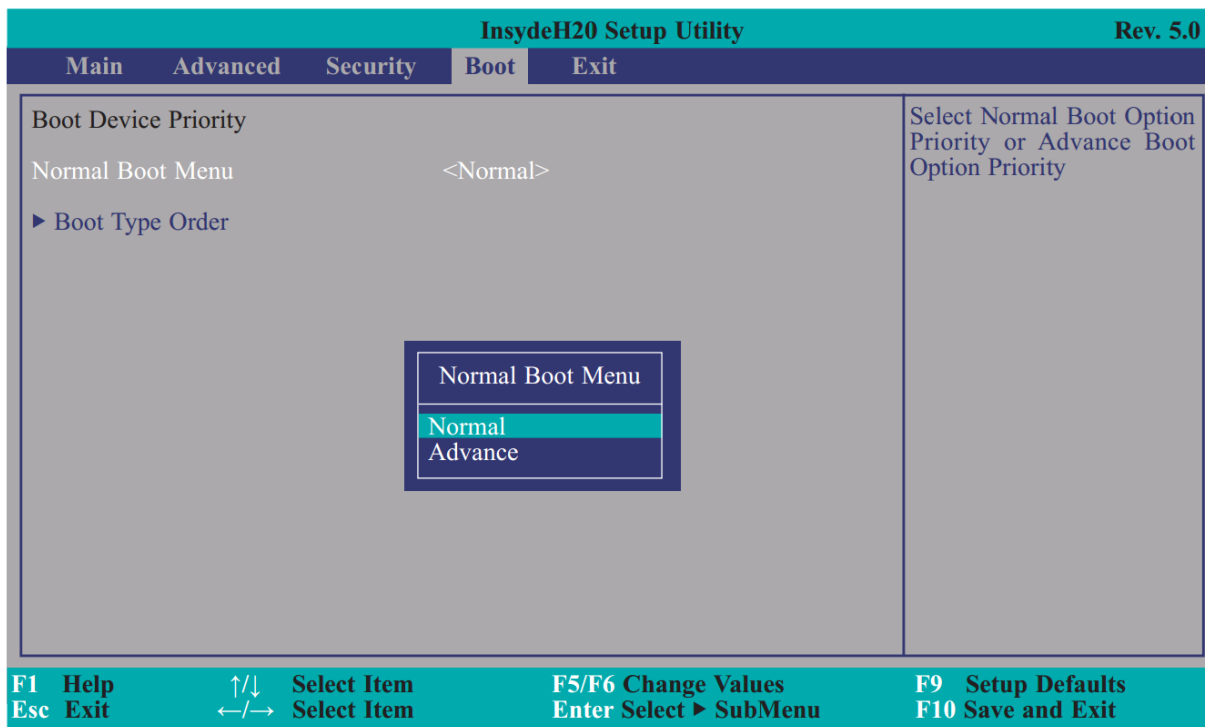 InsydeH20 Setup Utility Rev. 5.0
Main Advanced Security Boot Exit
Boot Device Priority
Normal Boot Menu <Normal>
▶ Boot Type Order
Select Normal Boot Option
Priority or Advance Boot
Option Priority
Normal Boot Menu
Normal
Advance
F1 Help ↑/↓ Select Item F5/F6 Change Values F9 Setup Defaults
Esc Exit ←/→ Select Item Enter Select ▶ SubMenu F10 Save and Exit